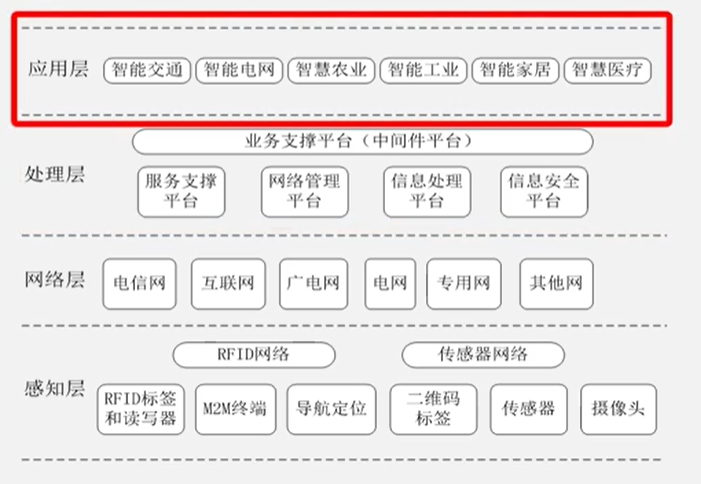 应用层 智能交通 智能电网 智慧农业 智能工业 智能家居 智慧医疗
业务支撑平台（中间件平台）
处理层
服务支撑 网络管理 信息处理 信息安全
平台 平台 平台 平台
网络层 电信网 互联网 广电网 电网 专用网 其他网
RFID网络 传感器网络
感知层
RFID标签 M2M终端 导航定位 二维码 传感器 摄像头
和读写器 标签